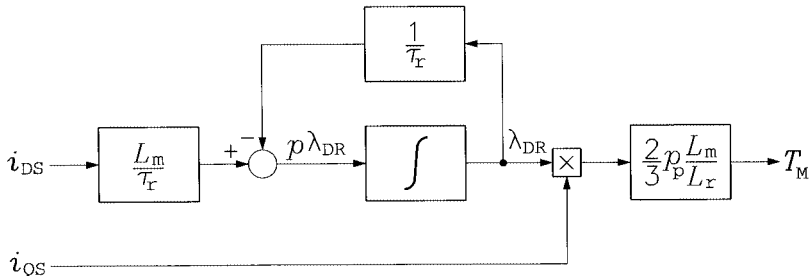 1
τr
iDS
Lm
τr
+
−
pλDR
∫
λDR
×
2/3 pp Lm/Lr
TM
iQS